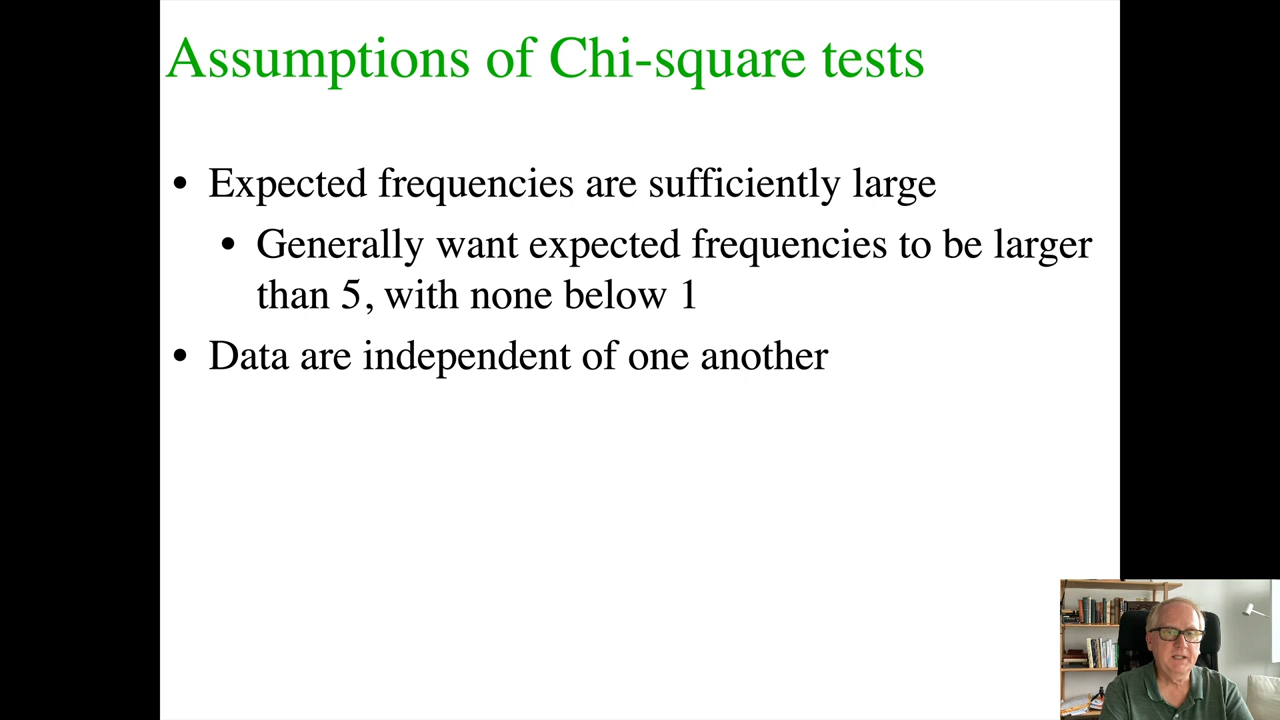 Assumptions of Chi-square tests
• Expected frequencies are sufficiently large
• Generally want expected frequencies to be larger
than 5, with none below 1
• Data are independent of one another